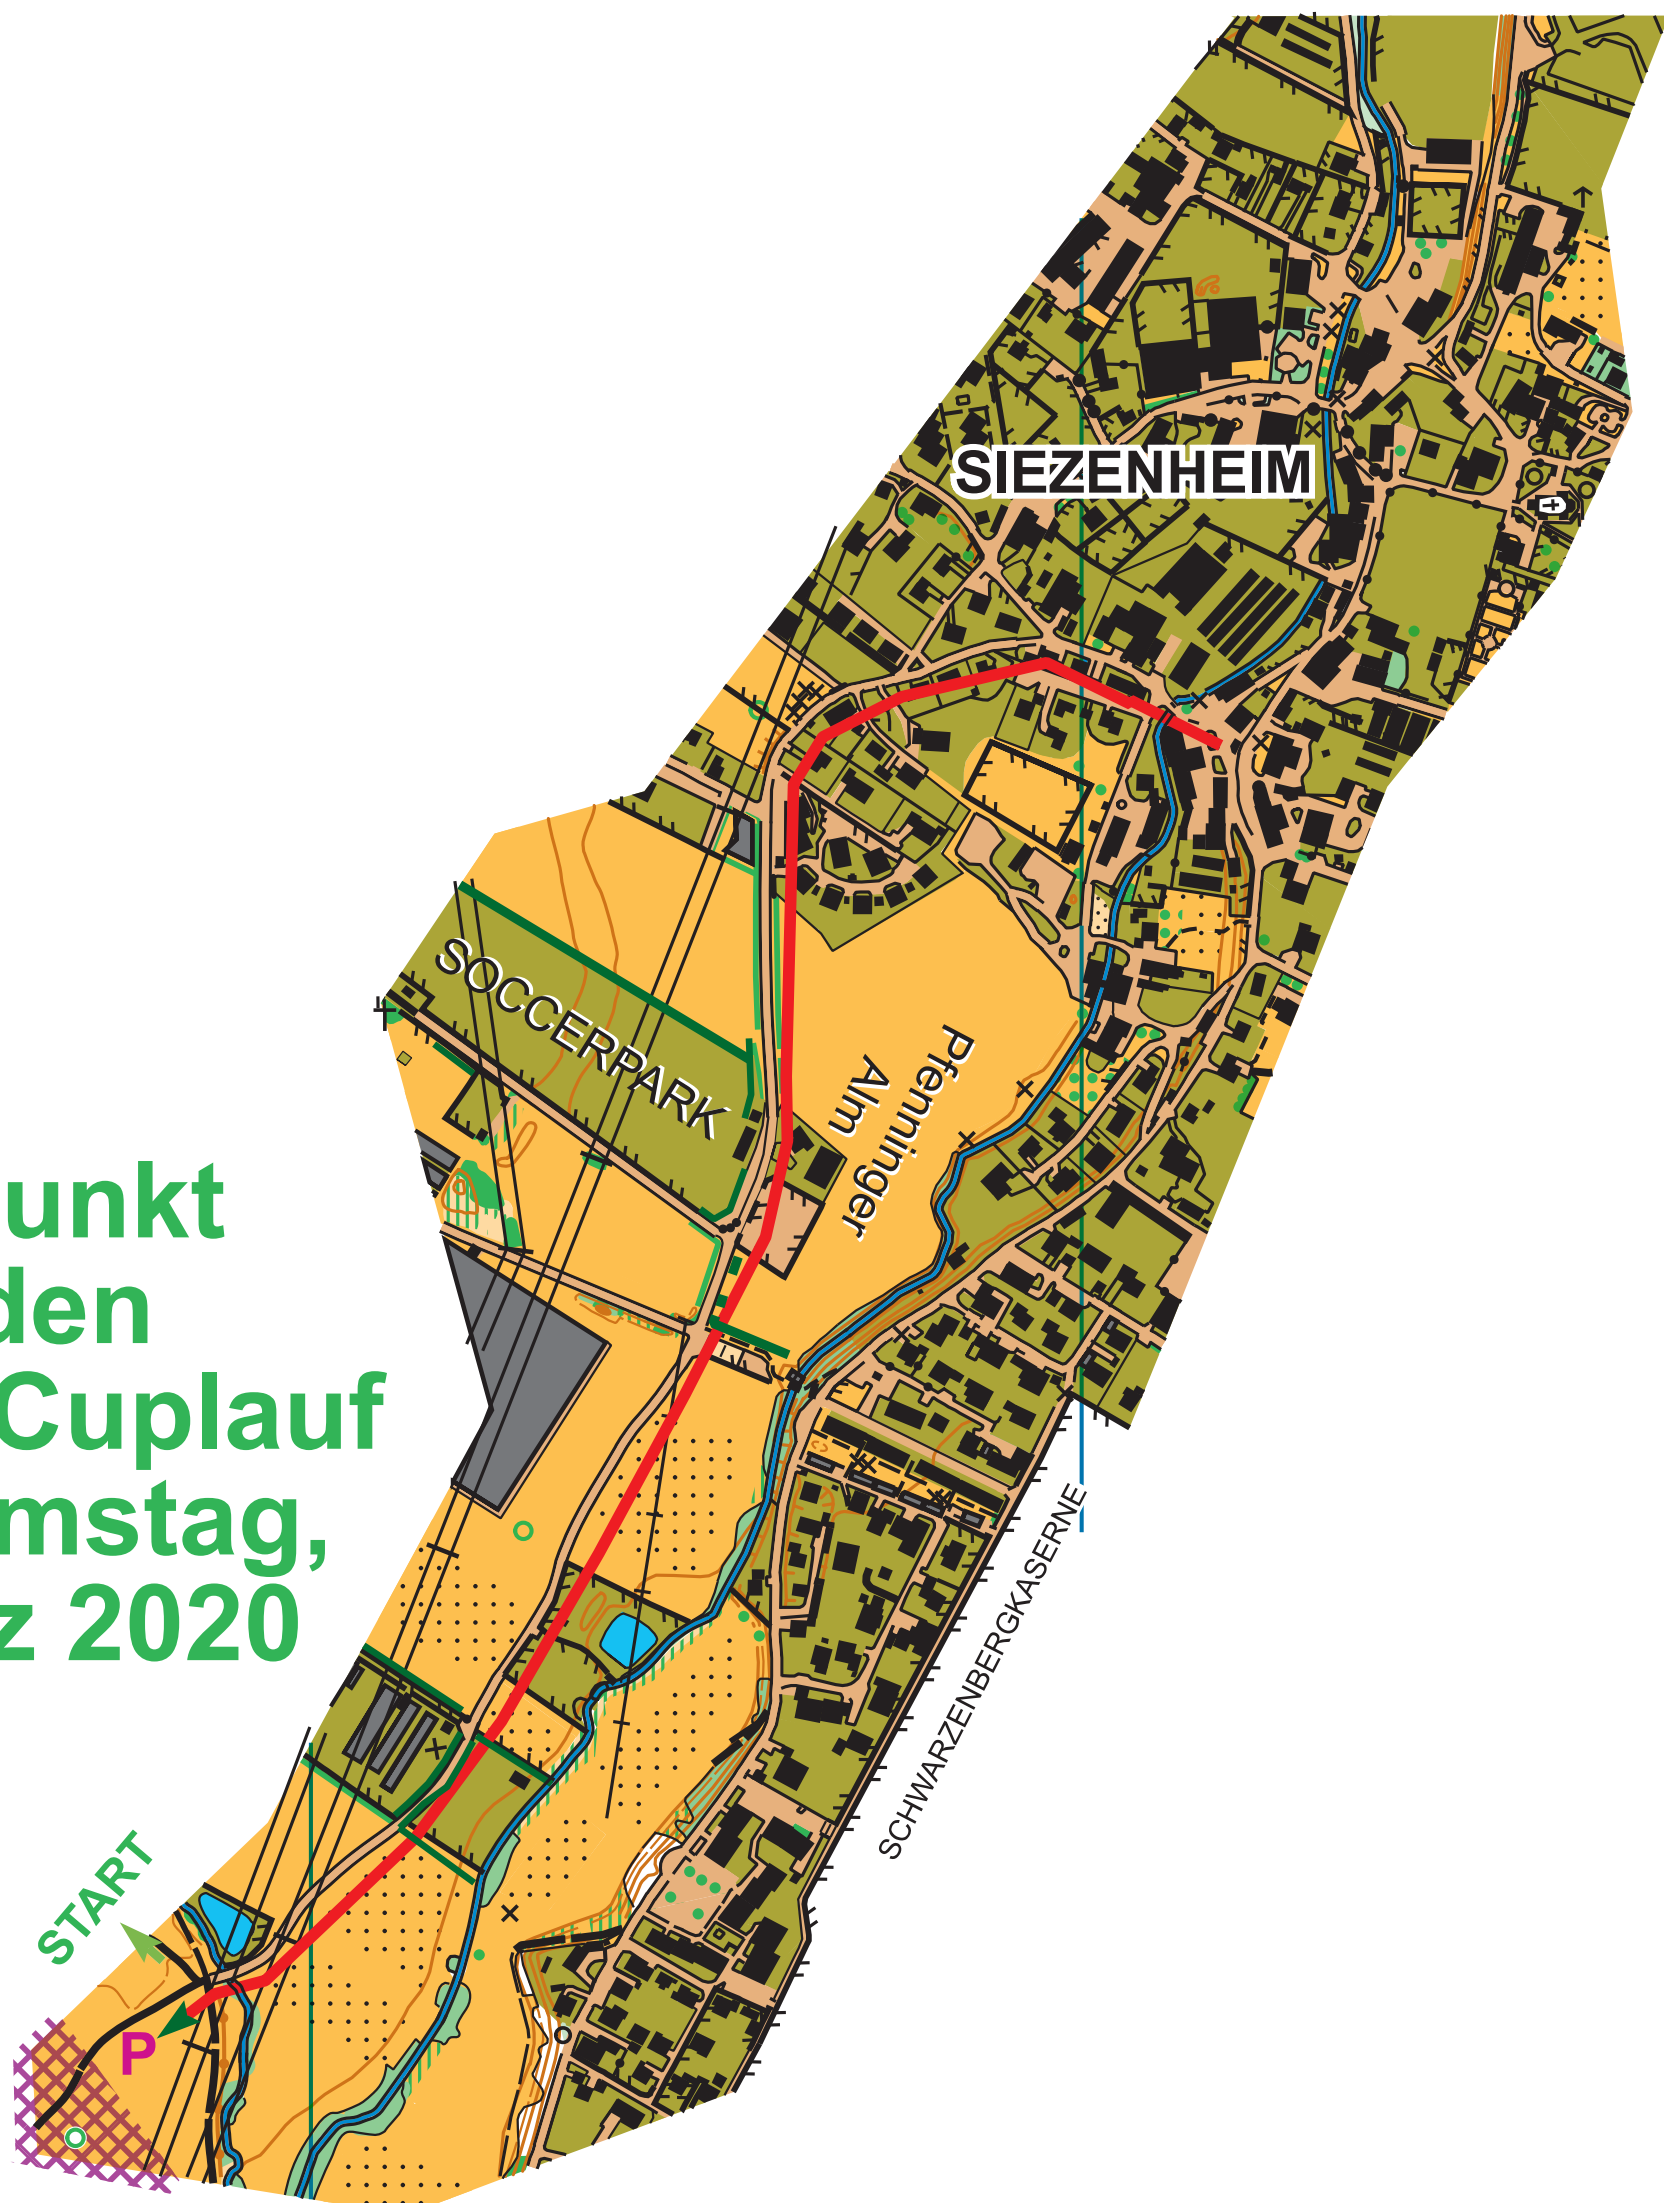 SIEZENHEIM
SOCCERPARK
Pfenninger
Alm
unkt
den
Cuplauf
mstag,
z 2020
SCHWARZENBERGKASERNE
START
P